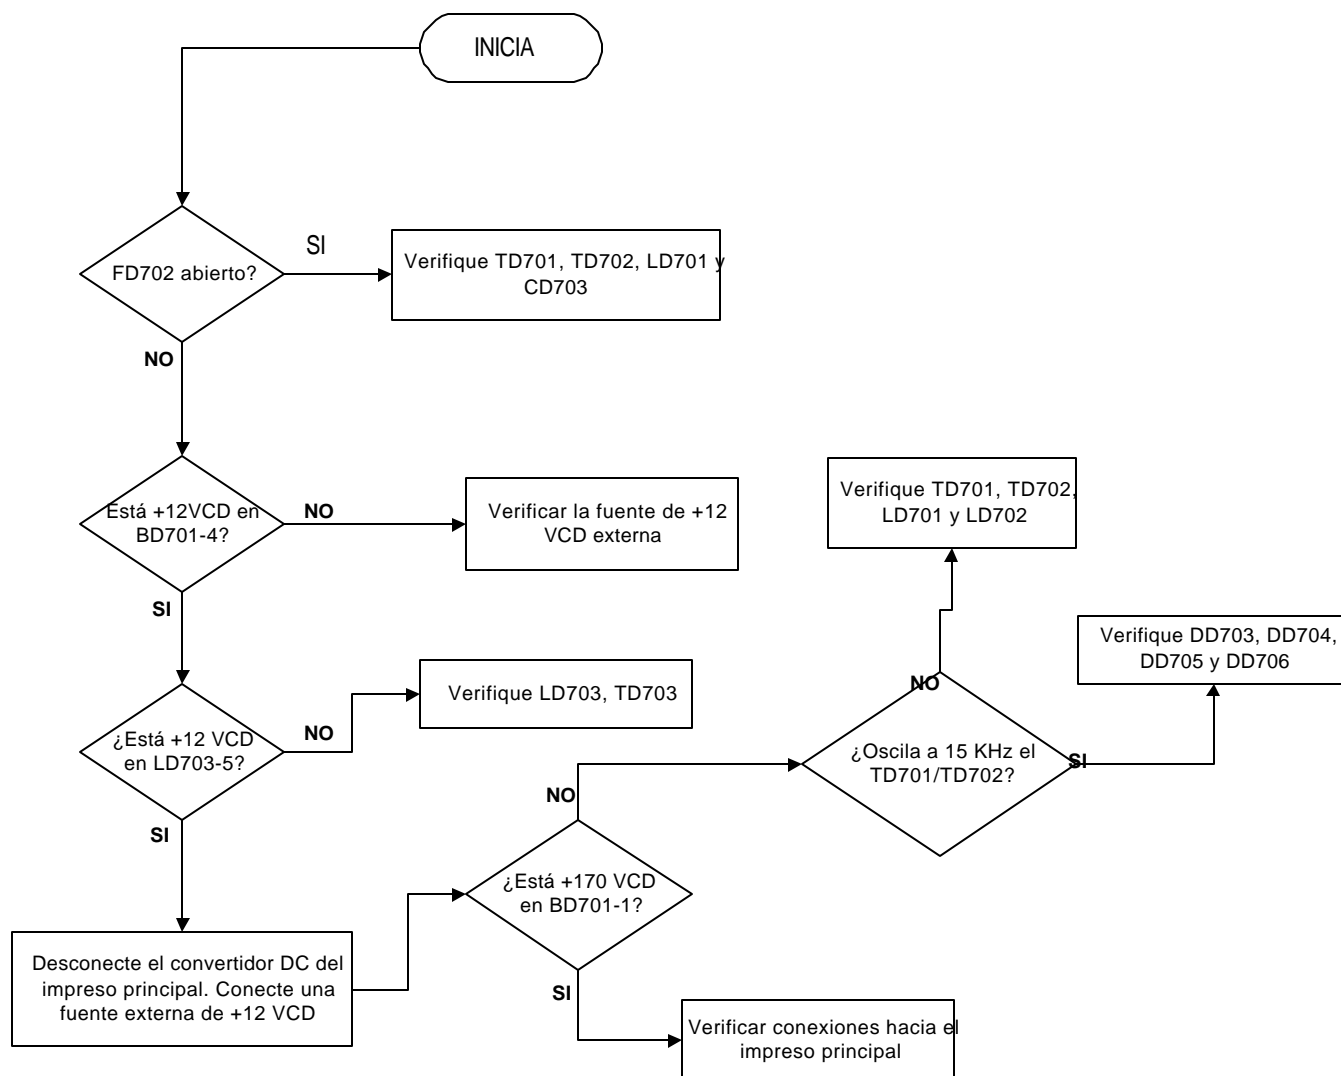 INICIA
FD702 abierto?
SI
Verifique TD701, TD702, LD701 y
CD703
NO
Está +12VCD en
BD701-4?
NO
Verificar la fuente de +12
VCD externa
SI
¿Está +12 VCD
en LD703-5?
NO
Verifique LD703, TD703
SI
Desconecte el convertidor DC del
impreso principal. Conecte una
fuente externa de +12 VCD
¿Está +170 VCD
en BD701-1?
NO
SI
Verificar conexiones hacia el
impreso principal
¿Oscila a 15 KHz el
TD701/TD702?
NO
Verifique TD701, TD702,
LD701 y LD702
SI
Verifique DD703, DD704,
DD705 y DD706